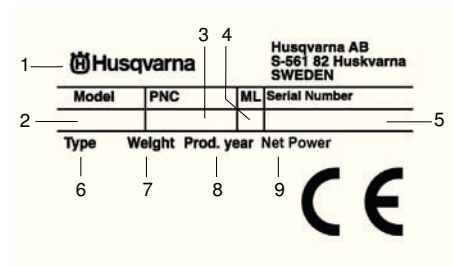 3 4
1 Husqvarna
Husqvarna AB
S-561 82 Huskvarna
SWEDEN
Model PNC ML Serial Number
2 5
Type Weight Prod. year Net Power
6 7 8 9
CE